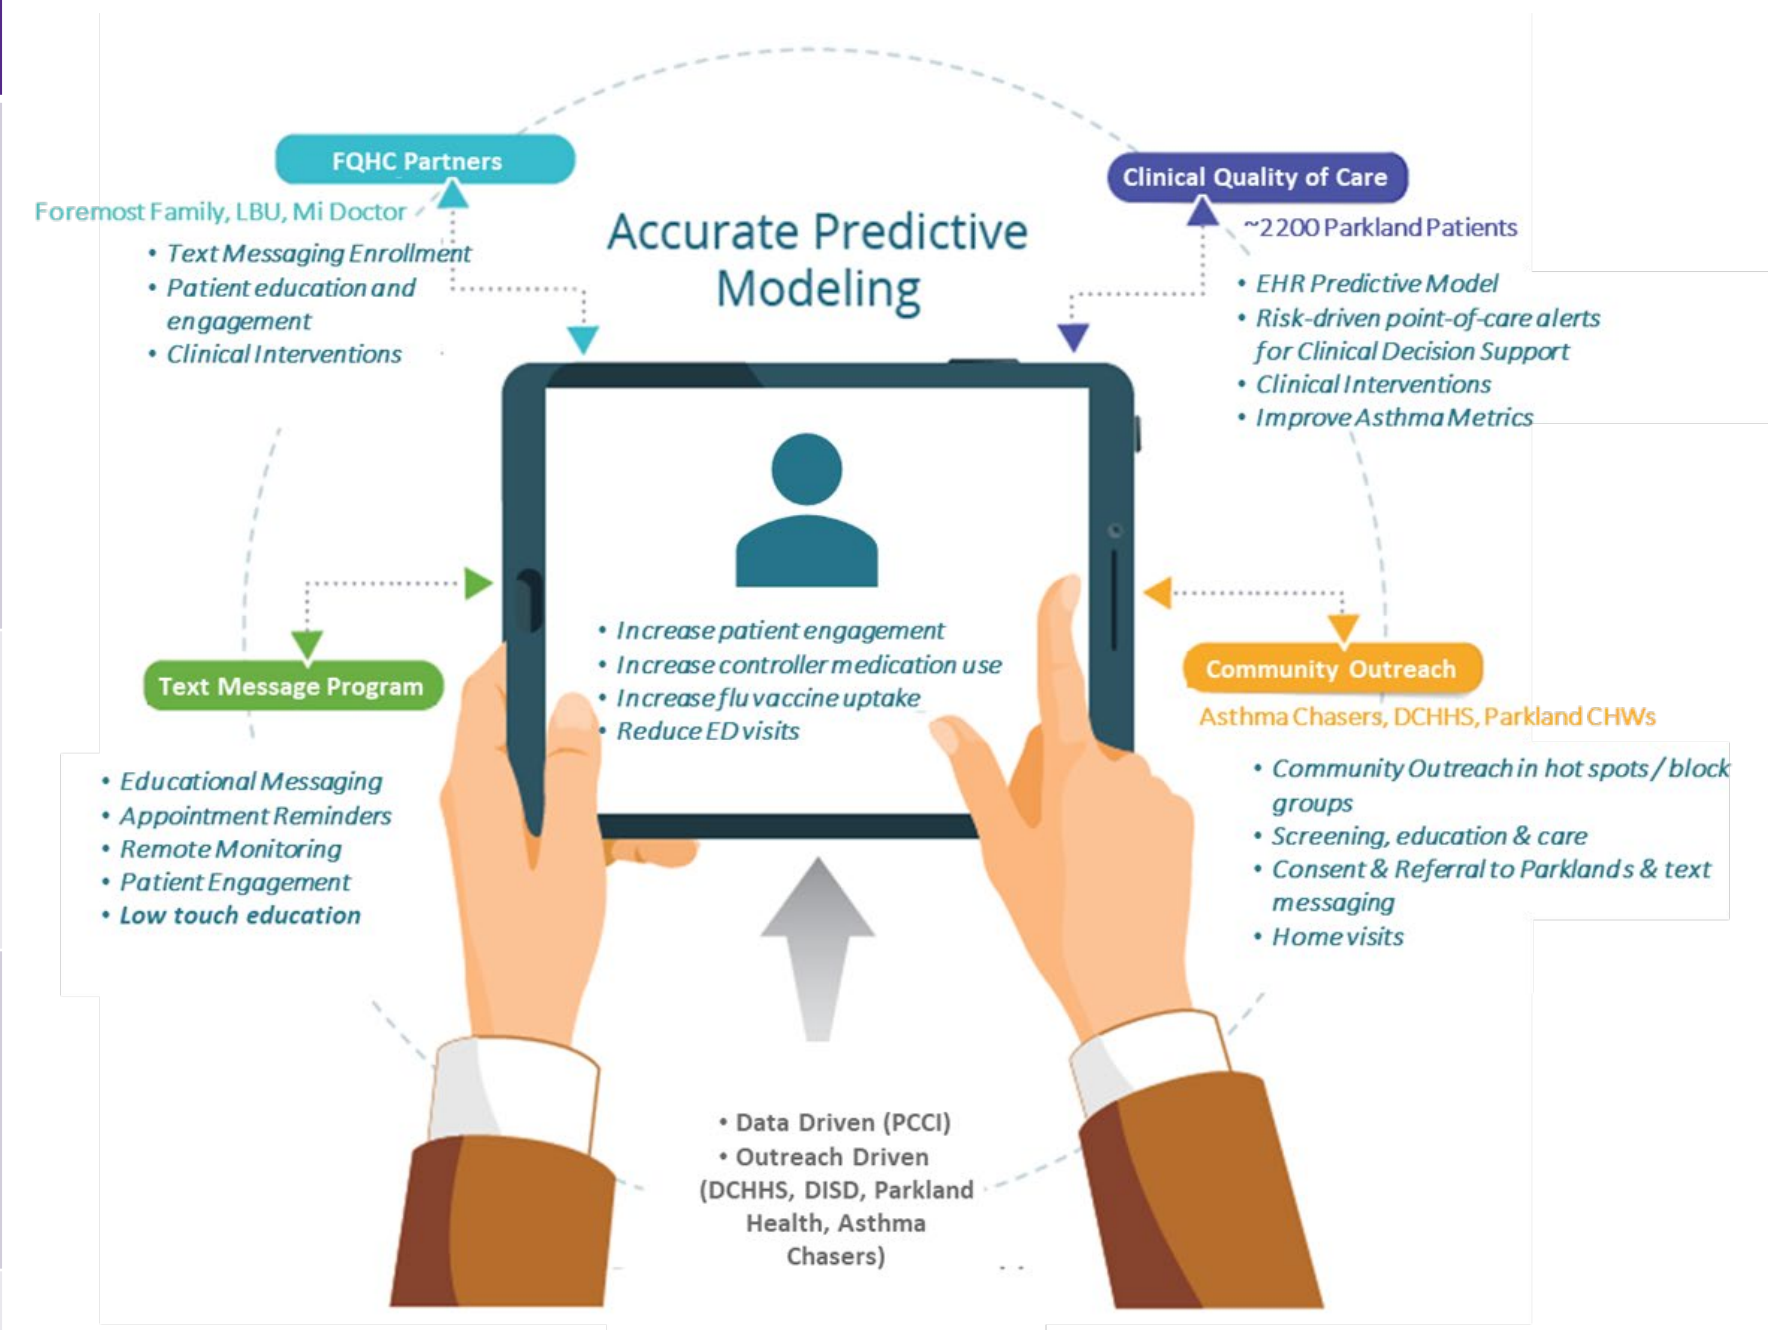 FQHC Partners
Foremost Family, LBU, Mi Doctor
• Text Messaging Enrollment
• Patient education and
engagement
• Clinical Interventions
Accurate Predictive
Modeling
Clinical Quality of Care
~2200 Parkland Patients
• EHR Predictive Model
• Risk-driven point-of-care alerts
for Clinical Decision Support
• Clinical Interventions
• Improve Asthma Metrics
• Increase patient engagement
• Increase controller medication use
• Increase flu vaccine uptake
• Reduce ED visits
Text Message Program
• Educational Messaging
• Appointment Reminders
• Remote Monitoring
• Patient Engagement
• Low touch education
Community Outreach
Asthma Chasers, DCHHS, Parkland CHWs
• Community Outreach in hot spots / block
groups
• Screening, education & care
• Consent & Referral to Parklands & text
messaging
• Home visits
• Data Driven (PCCI)
• Outreach Driven
(DCHHS, DISD, Parkland
Health, Asthma
Chasers)